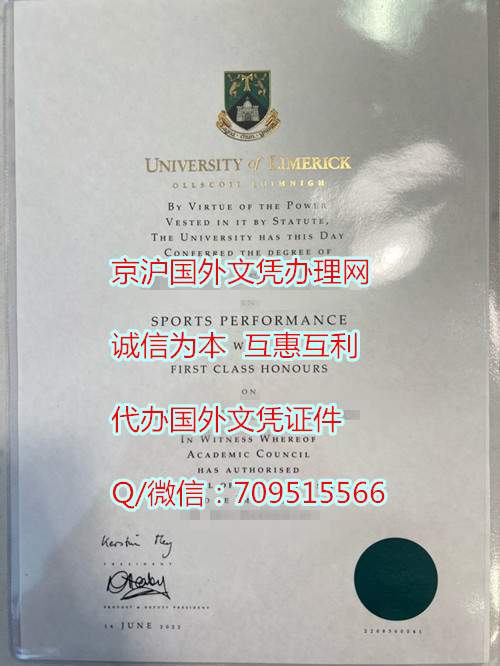 UNIVERSITY of LIMERICK
OLLSCOIL LUIMNIGH
BY VIRTUE OF THE POWER
VESTED IN IT BY STATUTE,
THE UNIVERSITY HAS THIS DAY
CONFERRED THE DEGREE OF
京沪国外文凭办理网
IN
SPORTS PERFORMANCE
诚信为本 互惠互利
FIRST CLASS HONOURS
ON
代办国外文凭证件
IN WITNESS WHEREOF
ACADEMIC COUNCIL
HAS AUTHORISED
Q/微信：709515566
PRESIDENT
PROVOST & DEPUTY PRESIDENT
14 JUNE 2022